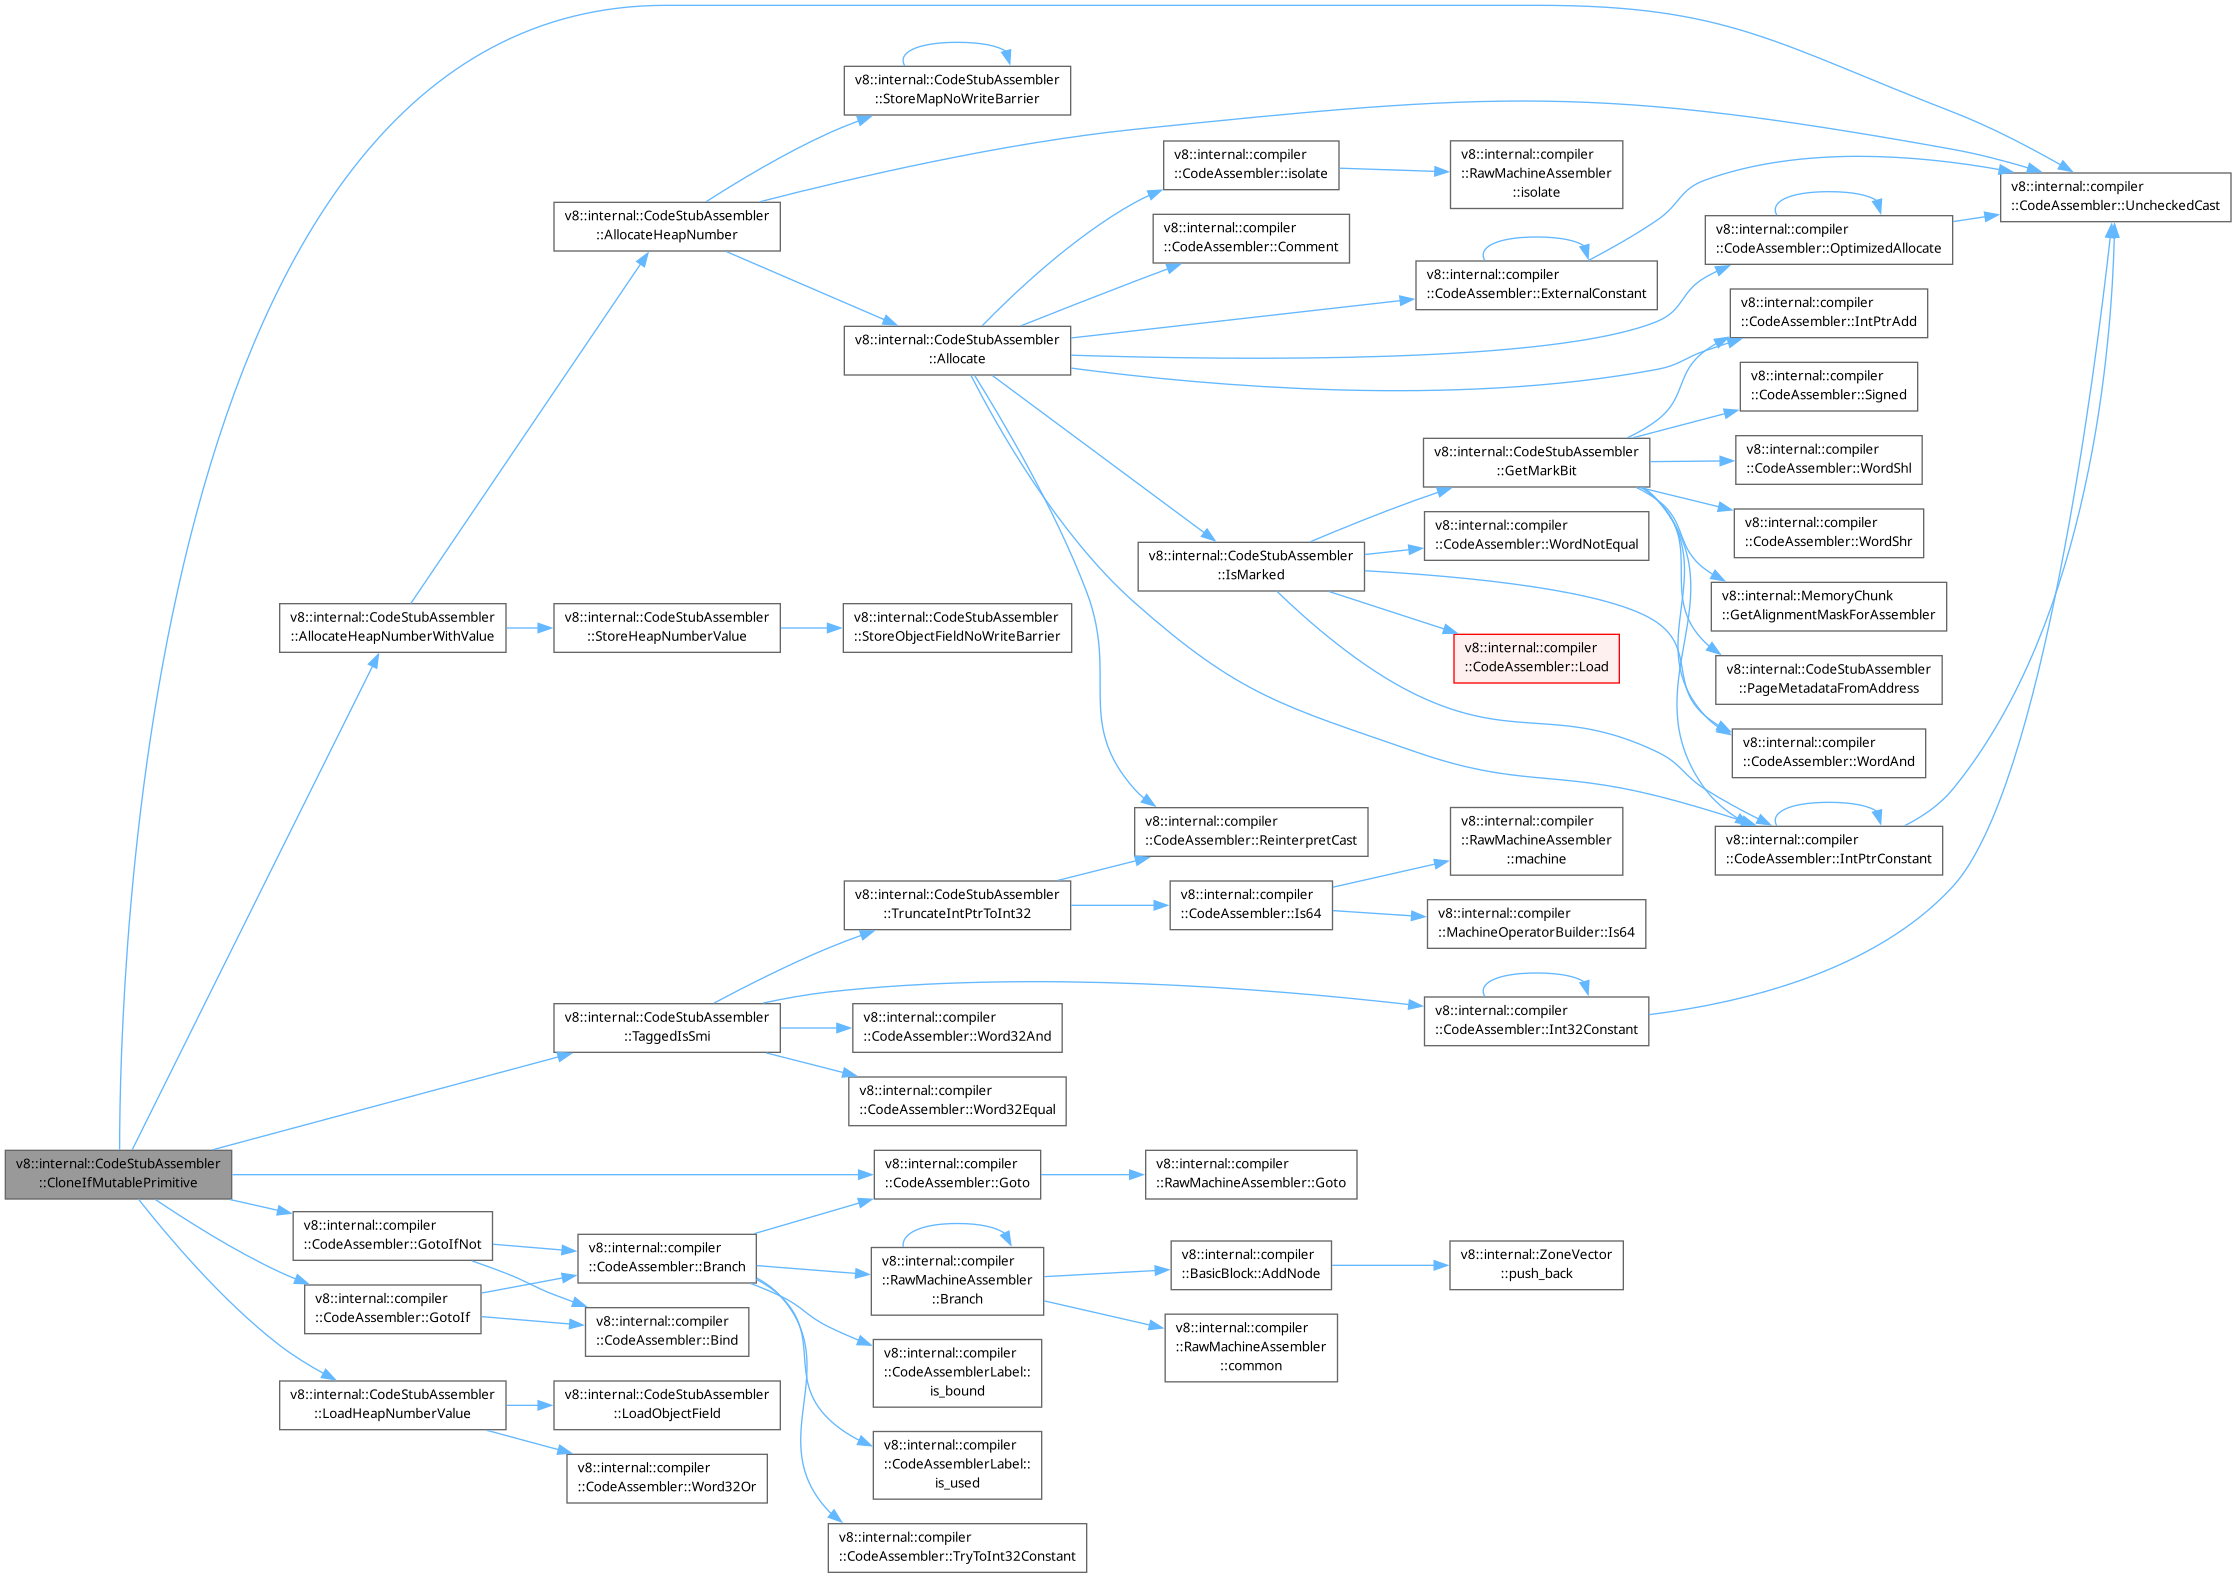 v8::internal::CodeStubAssembler
::StoreMapNoWriteBarrier
v8::internal::compiler
::CodeAssembler::isolate
v8::internal::compiler
::RawMachineAssembler
::isolate
v8::internal::compiler
::CodeAssembler::UncheckedCast
v8::internal::CodeStubAssembler
::AllocateHeapNumber
v8::internal::compiler
::CodeAssembler::Comment
v8::internal::compiler
::CodeAssembler::OptimizedAllocate
v8::internal::compiler
::CodeAssembler::ExternalConstant
v8::internal::compiler
::CodeAssembler::IntPtrAdd
v8::internal::CodeStubAssembler
::Allocate
v8::internal::compiler
::CodeAssembler::Signed
v8::internal::CodeStubAssembler
::GetMarkBit
v8::internal::compiler
::CodeAssembler::WordShl
v8::internal::compiler
::CodeAssembler::WordNotEqual
v8::internal::compiler
::CodeAssembler::WordShr
v8::internal::CodeStubAssembler
::IsMarked
v8::internal::MemoryChunk
::GetAlignmentMaskForAssembler
v8::internal::CodeStubAssembler
::AllocateHeapNumberWithValue
v8::internal::CodeStubAssembler
::StoreHeapNumberValue
v8::internal::CodeStubAssembler
::StoreObjectFieldNoWriteBarrier
v8::internal::compiler
::CodeAssembler::Load
v8::internal::CodeStubAssembler
::PageMetadataFromAddress
v8::internal::compiler
::CodeAssembler::WordAnd
v8::internal::compiler
::CodeAssembler::ReinterpretCast
v8::internal::compiler
::RawMachineAssembler
::machine
v8::internal::compiler
::CodeAssembler::IntPtrConstant
v8::internal::CodeStubAssembler
::TruncateIntPtrToInt32
v8::internal::compiler
::CodeAssembler::Is64
v8::internal::compiler
::MachineOperatorBuilder::Is64
v8::internal::CodeStubAssembler
::TaggedIsSmi
v8::internal::compiler
::CodeAssembler::Word32And
v8::internal::compiler
::CodeAssembler::Int32Constant
v8::internal::compiler
::CodeAssembler::Word32Equal
v8::internal::CodeStubAssembler
::CloneIfMutablePrimitive
v8::internal::compiler
::CodeAssembler::Goto
v8::internal::compiler
::RawMachineAssembler::Goto
v8::internal::compiler
::CodeAssembler::GotoIfNot
v8::internal::compiler
::CodeAssembler::Branch
v8::internal::compiler
::RawMachineAssembler
::Branch
v8::internal::compiler
::BasicBlock::AddNode
v8::internal::ZoneVector
::push_back
v8::internal::compiler
::CodeAssembler::GotoIf
v8::internal::compiler
::CodeAssembler::Bind
v8::internal::compiler
::RawMachineAssembler
::common
v8::internal::compiler
::CodeAssemblerLabel::
is_bound
v8::internal::CodeStubAssembler
::LoadHeapNumberValue
v8::internal::CodeStubAssembler
::LoadObjectField
v8::internal::compiler
::CodeAssemblerLabel::
is_used
v8::internal::compiler
::CodeAssembler::Word32Or
v8::internal::compiler
::CodeAssembler::TryToInt32Constant